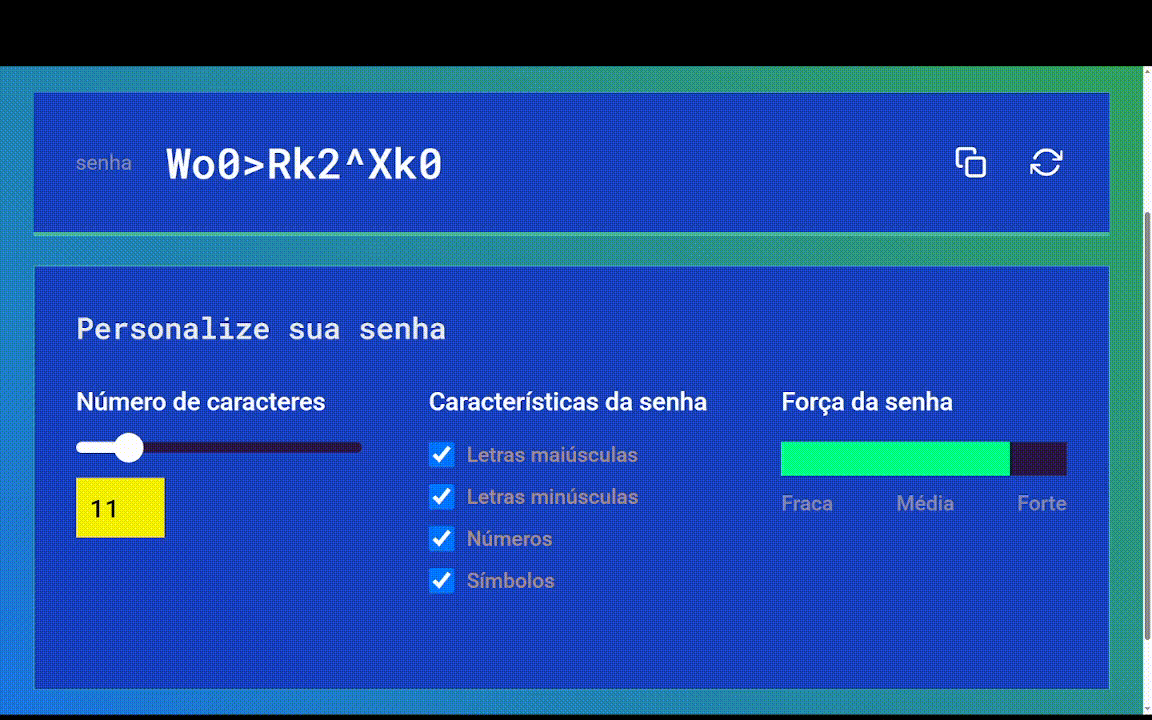 senha Wo0>Rk2^Xk0
Personalize sua senha
Número de caracteres
11
Características da senha
Letras maiúsculas
Letras minúsculas
Números
Símbolos
Força da senha
Fraca Média Forte